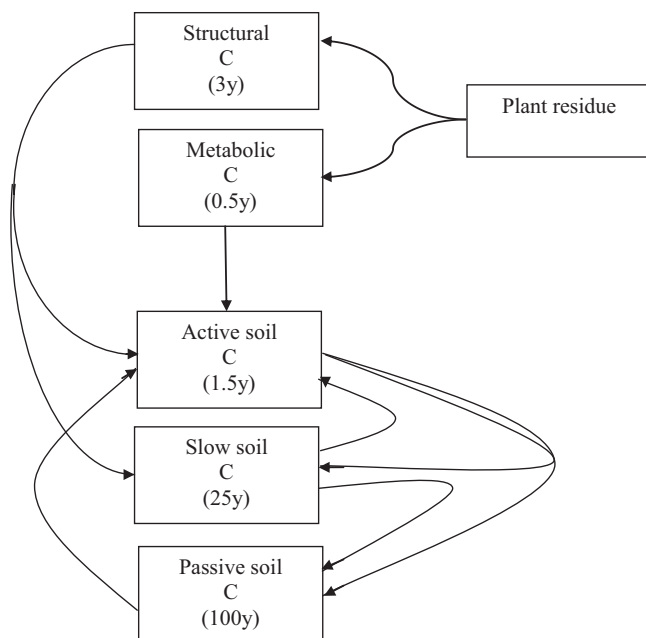 Structural
C
(3y)
Plant residue
Metabolic
C
(0.5y)
Active soil
C
(1.5y)
Slow soil
C
(25y)
Passive soil
C
(100y)